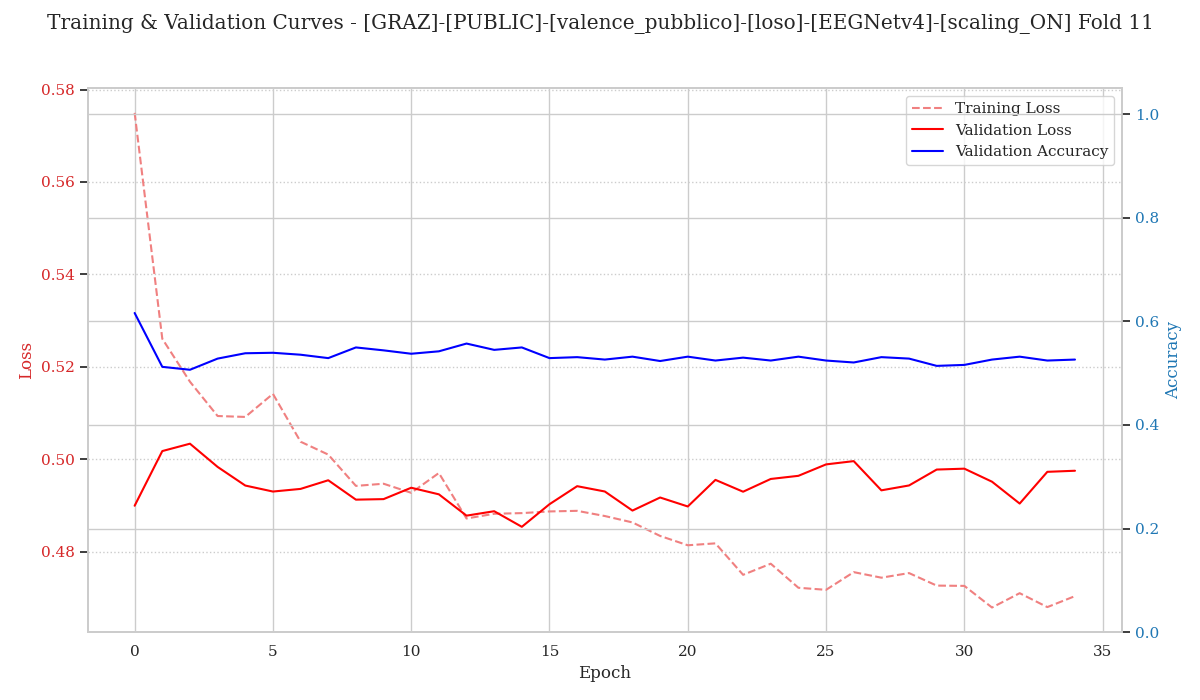 Training & Validation Curves - [GRAZ]-[PUBLIC]-[valence_pubblico]-[loso]-[EEGNetv4]-[scaling_ON] Fold 11
Training Loss
Validation Loss
Validation Accuracy
Loss
0.58
0.56
0.54
0.52
0.50
0.48
1.0
0.8
0.6
0.4
0.2
0.0
Accuracy
0
5
10
15
20
25
30
35
Epoch